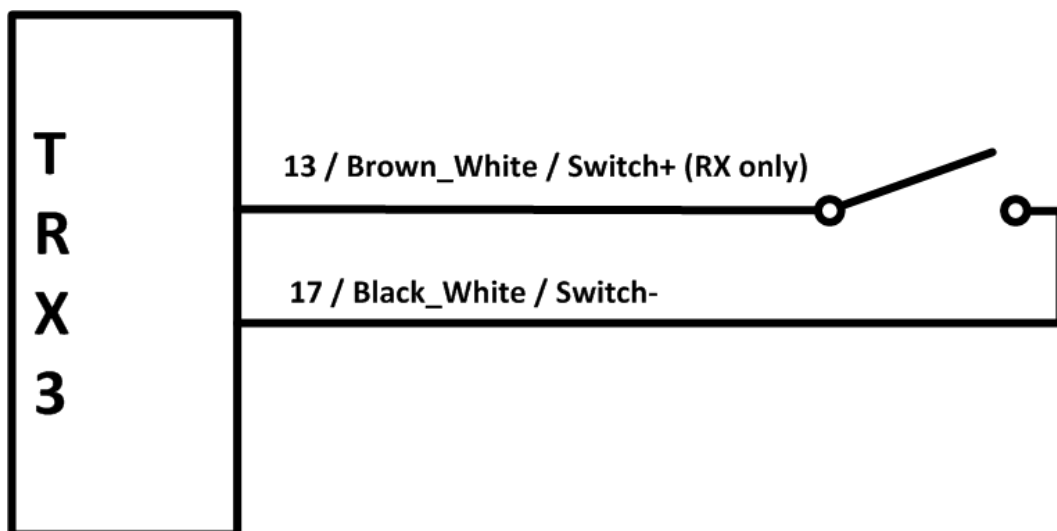 T
R
X
3
13 / Brown_White / Switch+ (RX only)
17 / Black_White / Switch-